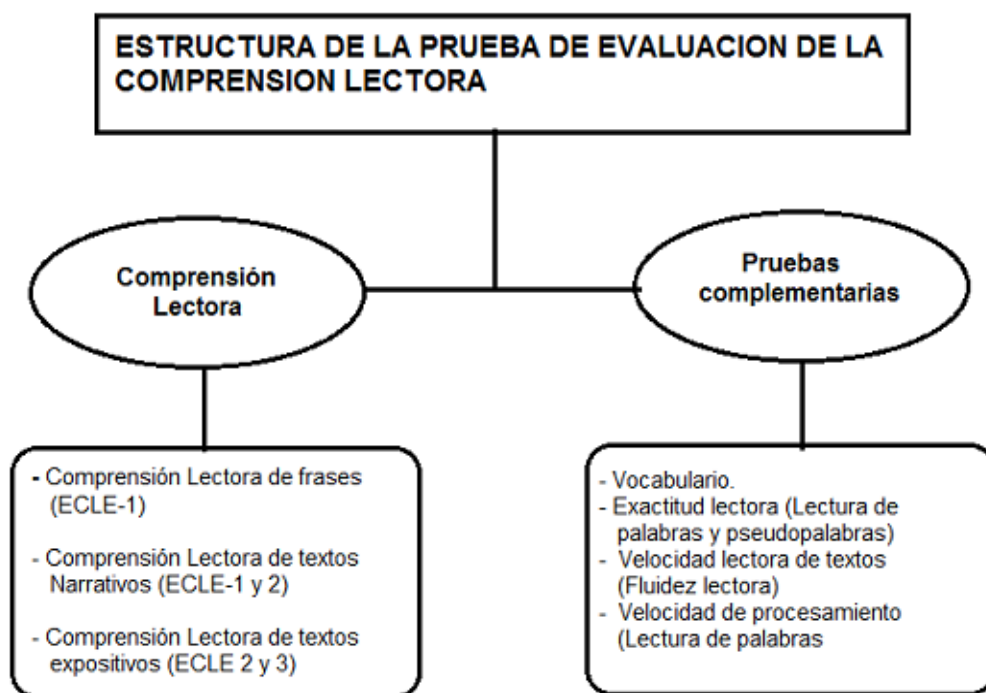 ESTRUCTURA DE LA PRUEBA DE EVALUACION DE LA
COMPRENSION LECTORA
Comprensión
Lectora
Pruebas
complementarias
- Comprensión Lectora de frases
(ECLE-1)
- Comprensión Lectora de textos
Narrativos (ECLE-1 y 2)
- Comprensión Lectora de textos
expositivos (ECLE 2 y 3)
- Vocabulario.
- Exactitud lectora (Lectura de
palabras y pseudopalabras)
- Velocidad lectora de textos
(Fluidez lectora)
- Velocidad de procesamiento
(Lectura de palabras